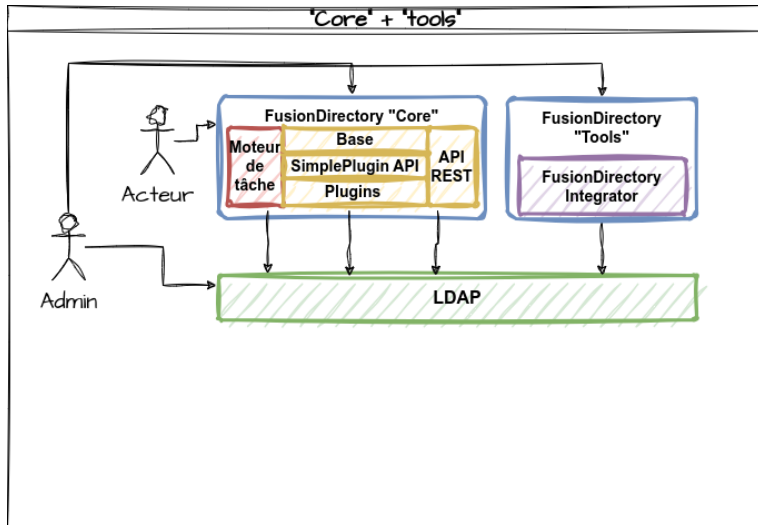 "Core" + "tools"
FusionDirectory "Core"
Moteur
de
tâche
Base
SimplePlugin API
Plugins
API
REST
FusionDirectory
"Tools"
FusionDirectory
Integrator
Acteur
Admin
LDAP